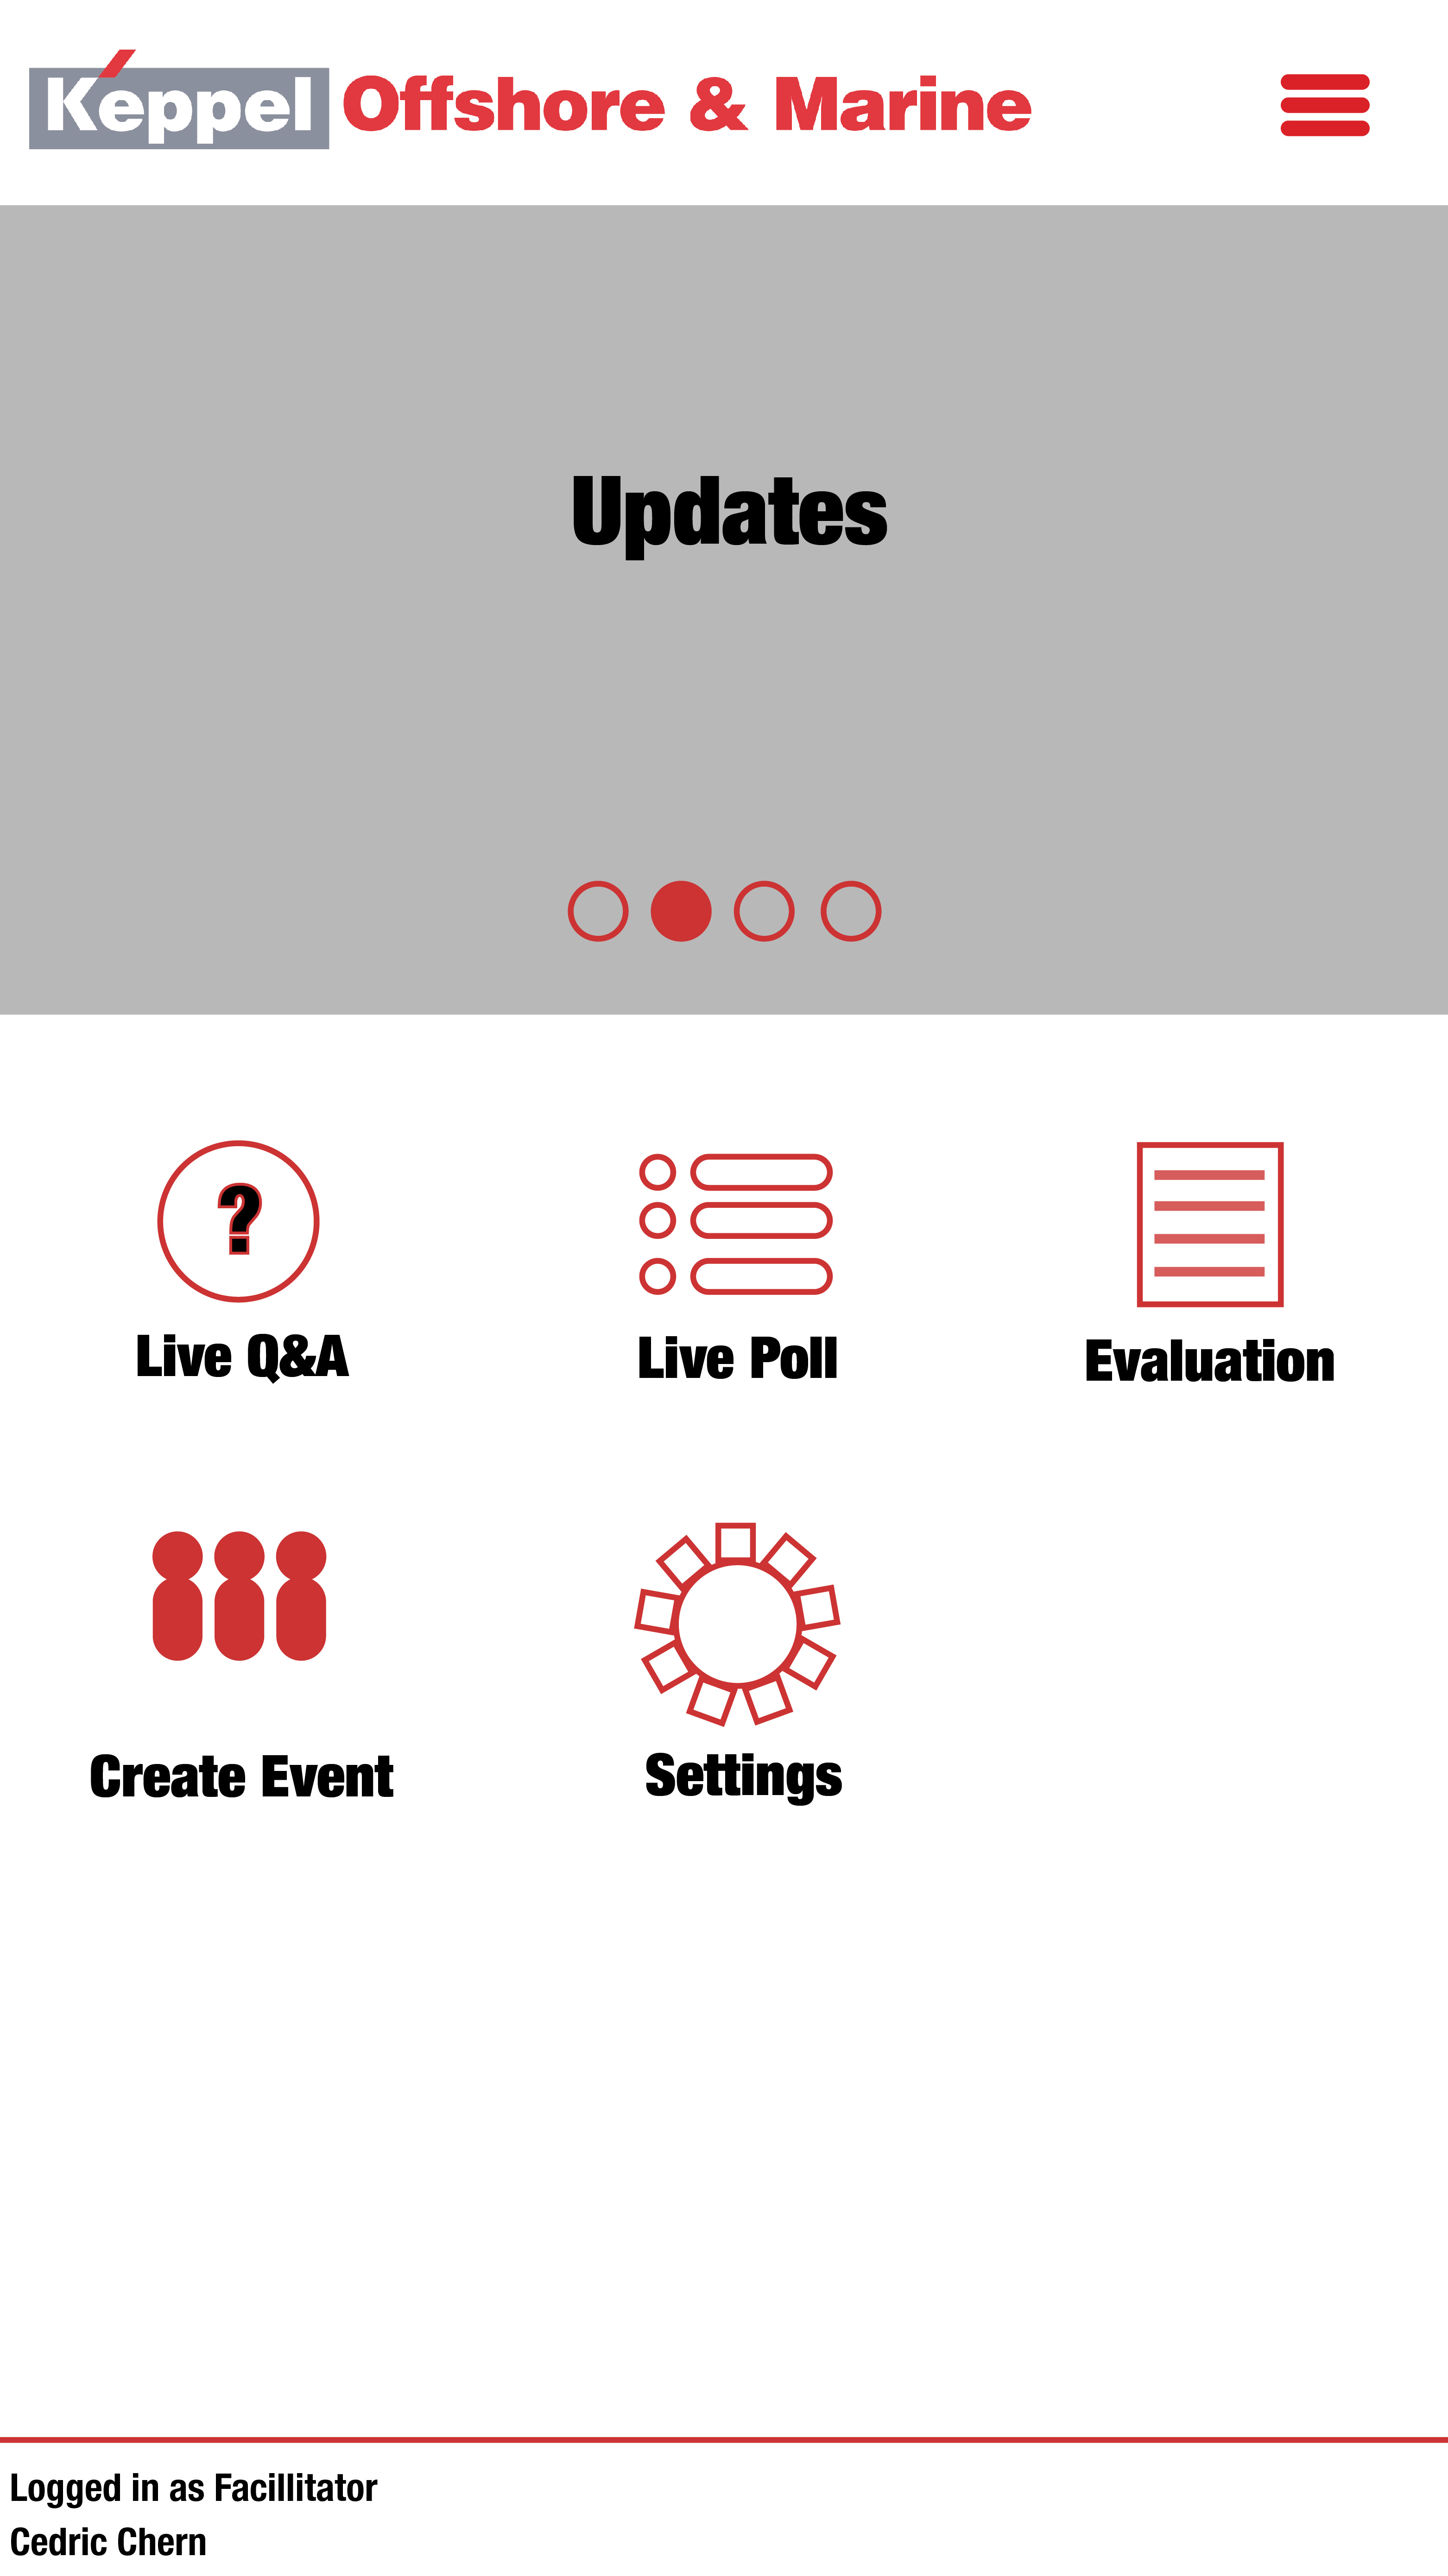 Keppel Offshore & Marine
Updates
?
Live Q&A
Live Poll
Evaluation
Create Event
Settings
Logged in as Facillitator
Cedric Chern